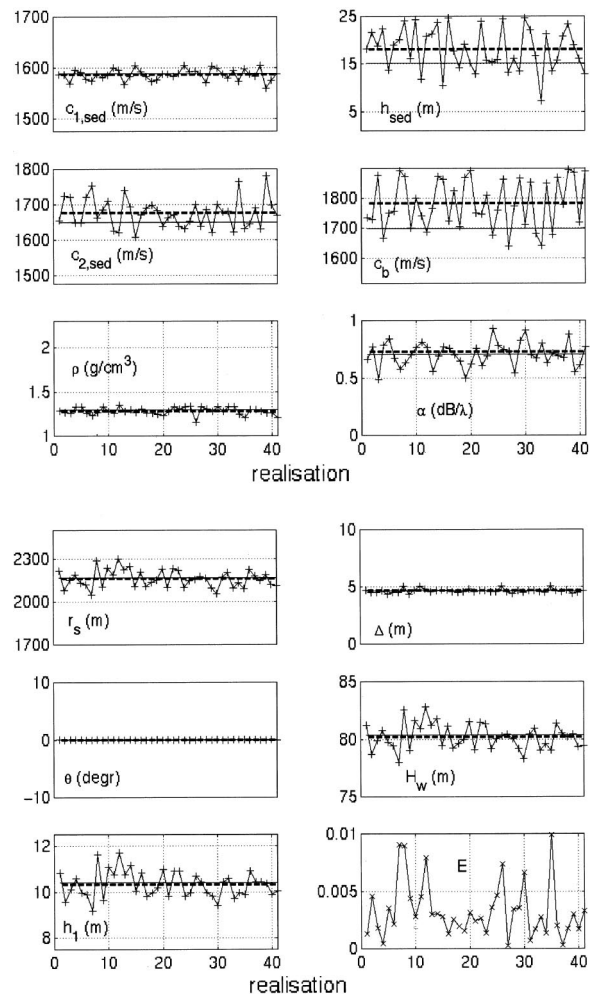 1700
1600
1500
c1,sed (m/s)
25
15
5
hsed (m)
1800
1700
1600
1500
c2,sed (m/s)
1800
1700
1600
cb (m/s)
2
1.5
1
ρ (g/cm³)
0 10 20 30 40
1
0.5
0
α (dB/λ)
0 10 20 30 40
realisation
2300
2000
1700
rs (m)
10
5
0
Δ (m)
10
0
-10
θ (degr)
85
80
75
Hw (m)
12
10
8
h1 (m)
0 10 20 30 40
0.01
0.005
0
E
0 10 20 30 40
realisation